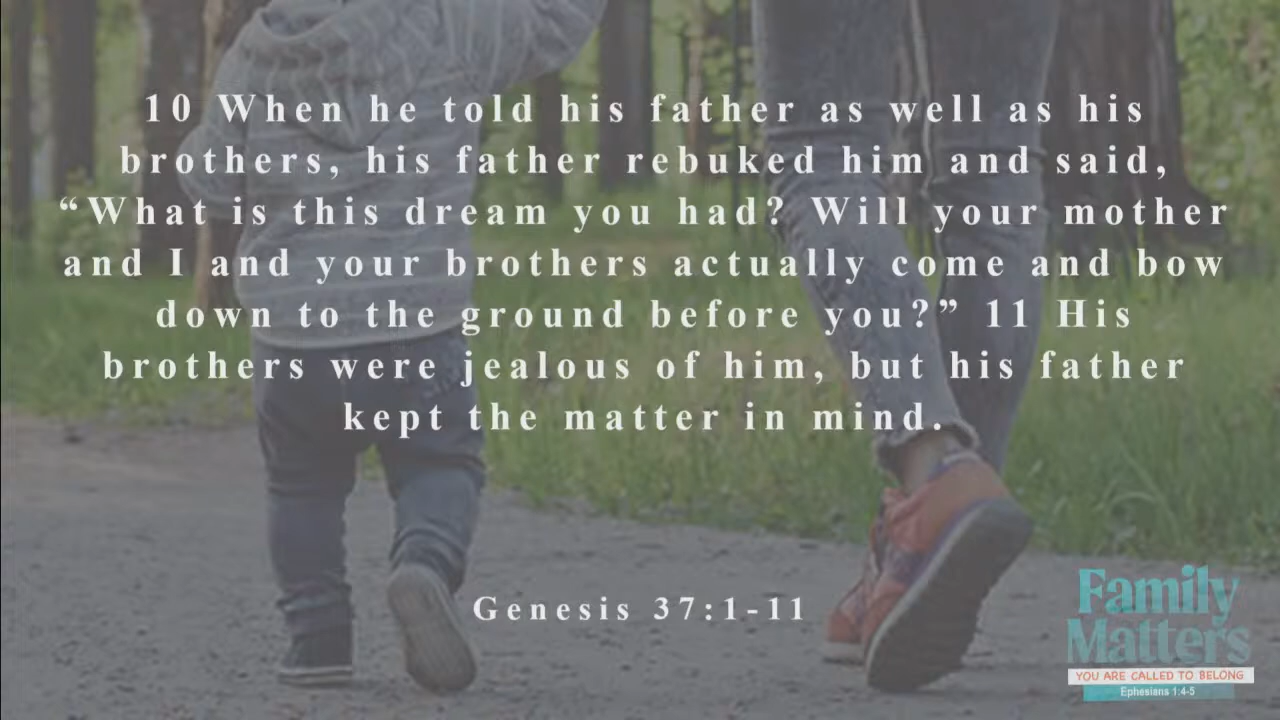 10 When he told his father as well as his
brothers, his father rebuked him and said,
“What is this dream you had? Will your mother
and I and your brothers actually come and bow
down to the ground before you?” 11 His
brothers were jealous of him, but his father
kept the matter in mind.
Genesis 37:1-11
Family
Matters
YOU ARE CALLED TO BELONG
Ephesians 1:4-5